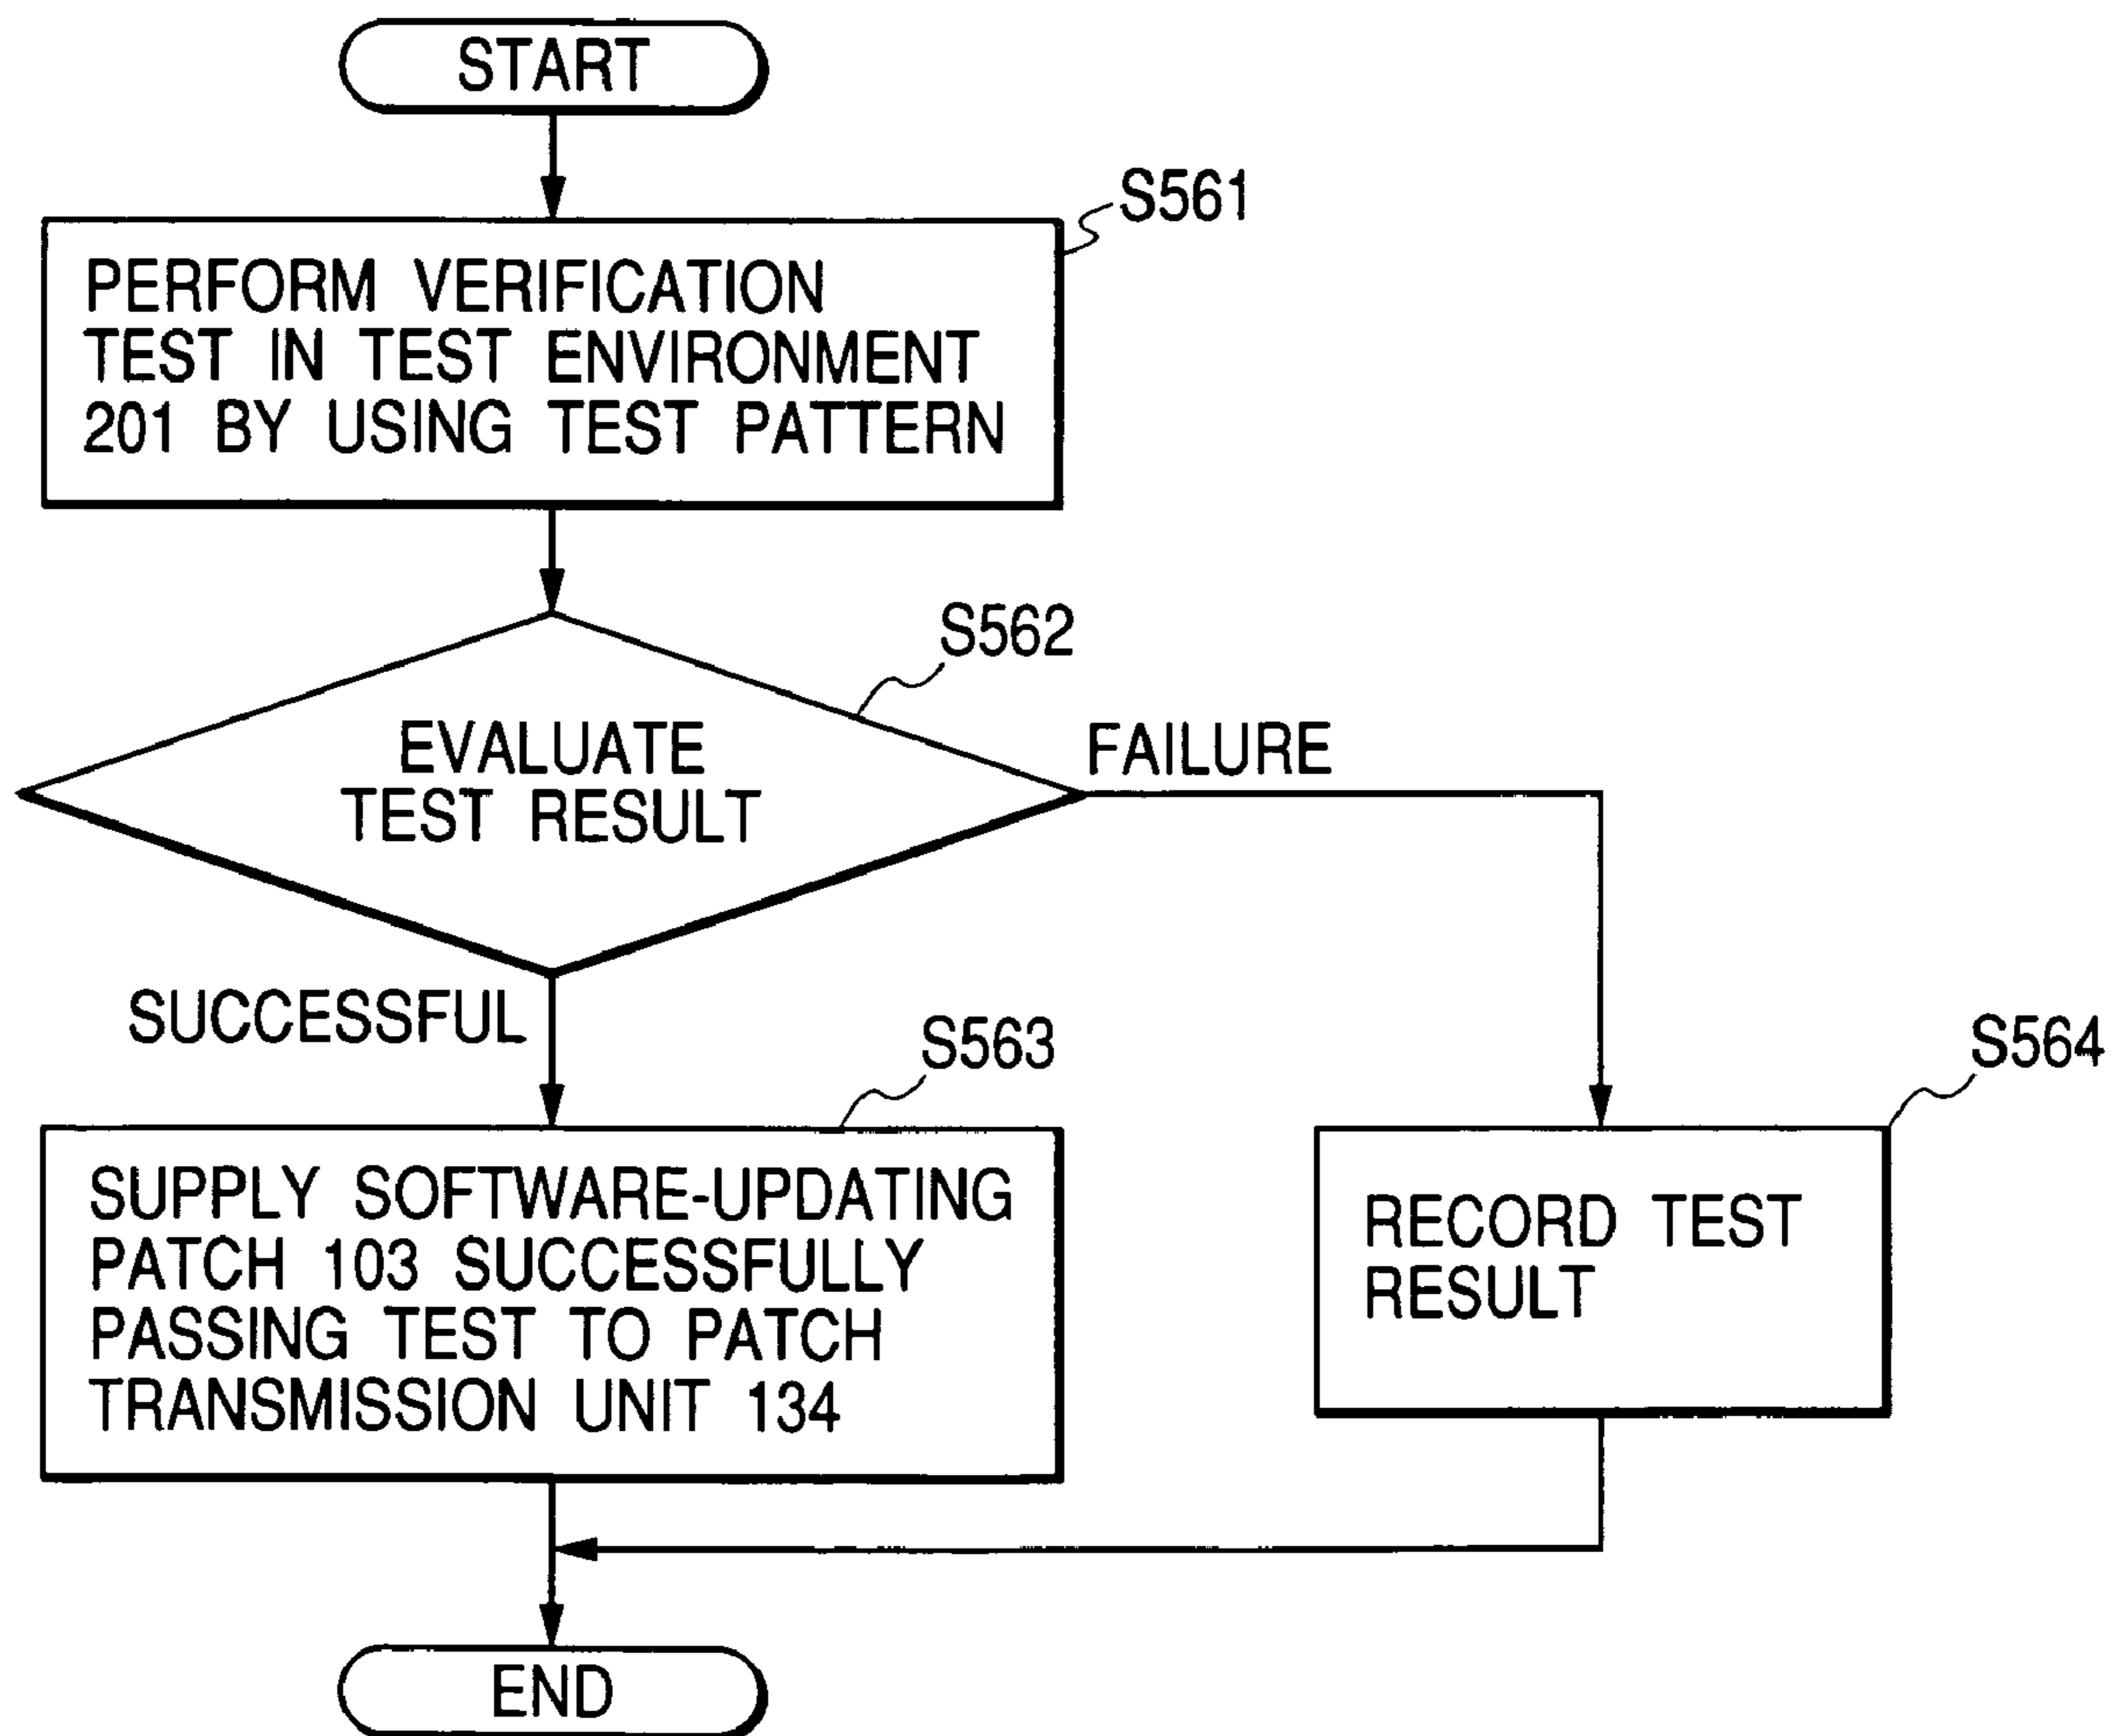 START
S561
PERFORM VERIFICATION
TEST IN TEST ENVIRONMENT
201 BY USING TEST PATTERN
S562
EVALUATE
TEST RESULT
FAILURE
SUCCESSFUL
S563
SUPPLY SOFTWARE-UPDATING
PATCH 103 SUCCESSFULLY
PASSING TEST TO PATCH
TRANSMISSION UNIT 134
S564
RECORD TEST
RESULT
END